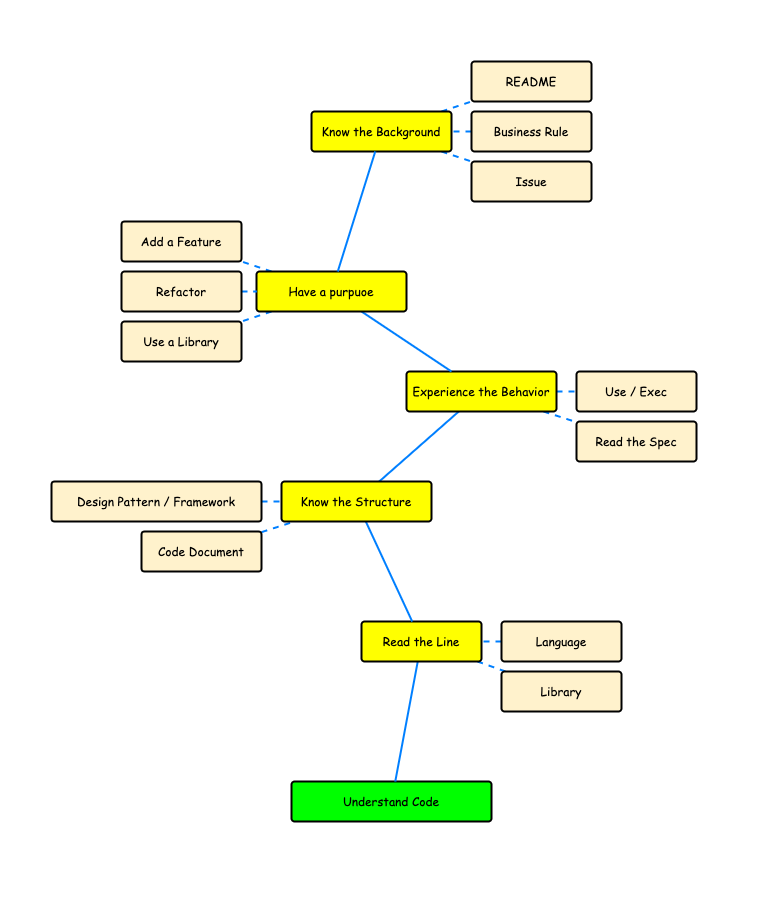 README
Know the Background
Business Rule
Issue
Add a Feature
Refactor
Have a purpuoe
Use a Library
Experience the Behavior
Use / Exec
Read the Spec
Design Pattern / Framework
Know the Structure
Code Document
Read the Line
Language
Library
Understand Code